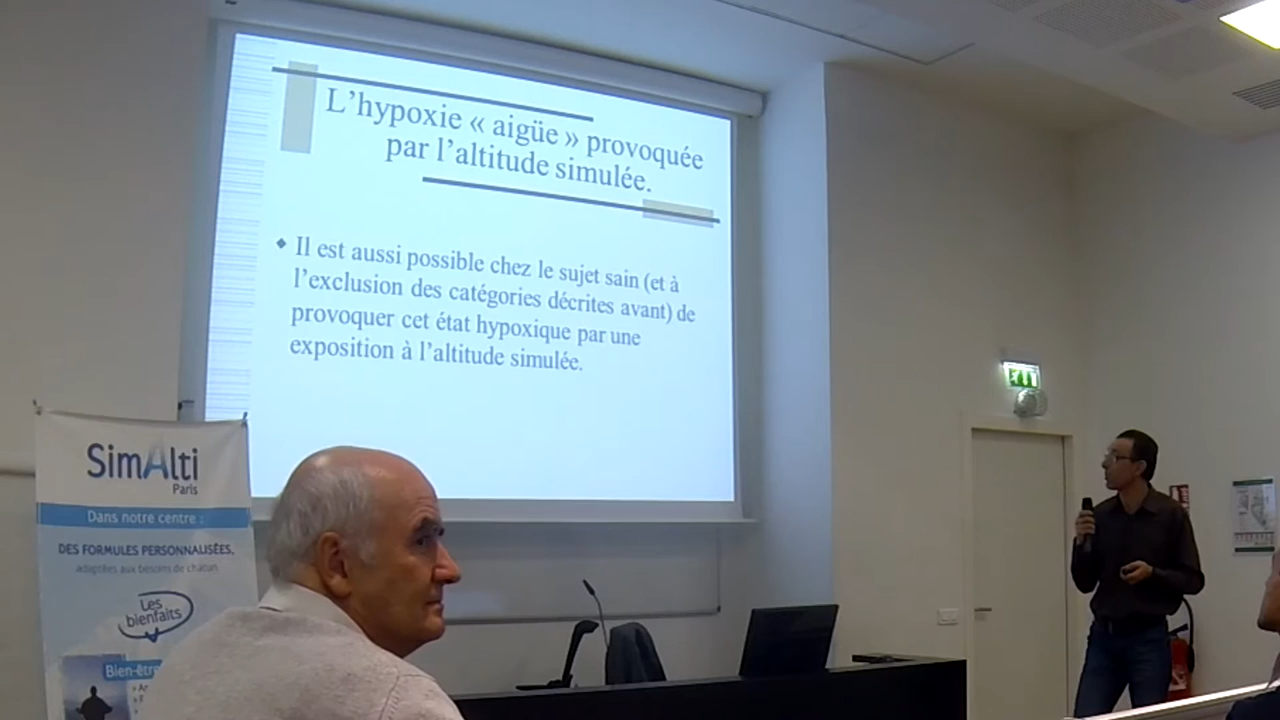 L'hypoxie « aigüe » provoquée
par l'altitude simulée.
Il est aussi possible chez le sujet sain (et à
l'exclusion des catégories décrites avant) de
provoquer cet état hypoxique par une
exposition à l'altitude simulée.
SimAlti
Paris
Dans notre centre :
DES FORMULES PERSONNALISÉES,
adaptées aux besoins de chacun
Les
bienfaits
Bien-être